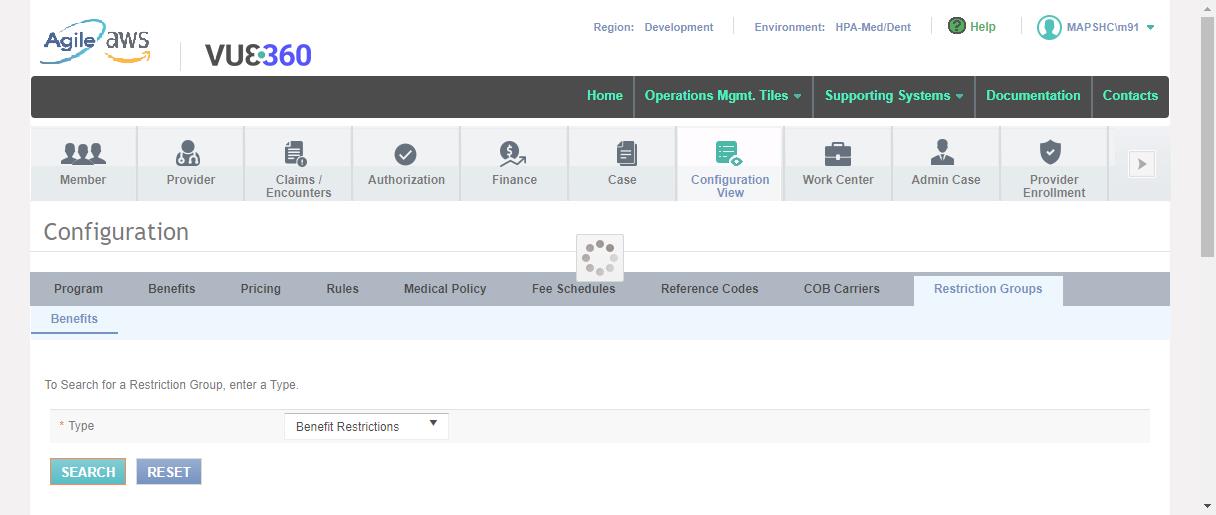 Region: Development Environment: HPA-Med/Dent ? Help MAPSHC\m91
Agile aws VUE360
Home Operations Mgmt. Tiles Supporting Systems Documentation Contacts
Member Provider Claims / Encounters Authorization Finance Case Configuration View Work Center Admin Case Provider Enrollment
Configuration
Program Benefits Pricing Rules Medical Policy Fee Schedules Reference Codes COB Carriers Restriction Groups
Benefits
To Search for a Restriction Group, enter a Type.
* Type Benefit Restrictions
SEARCH RESET